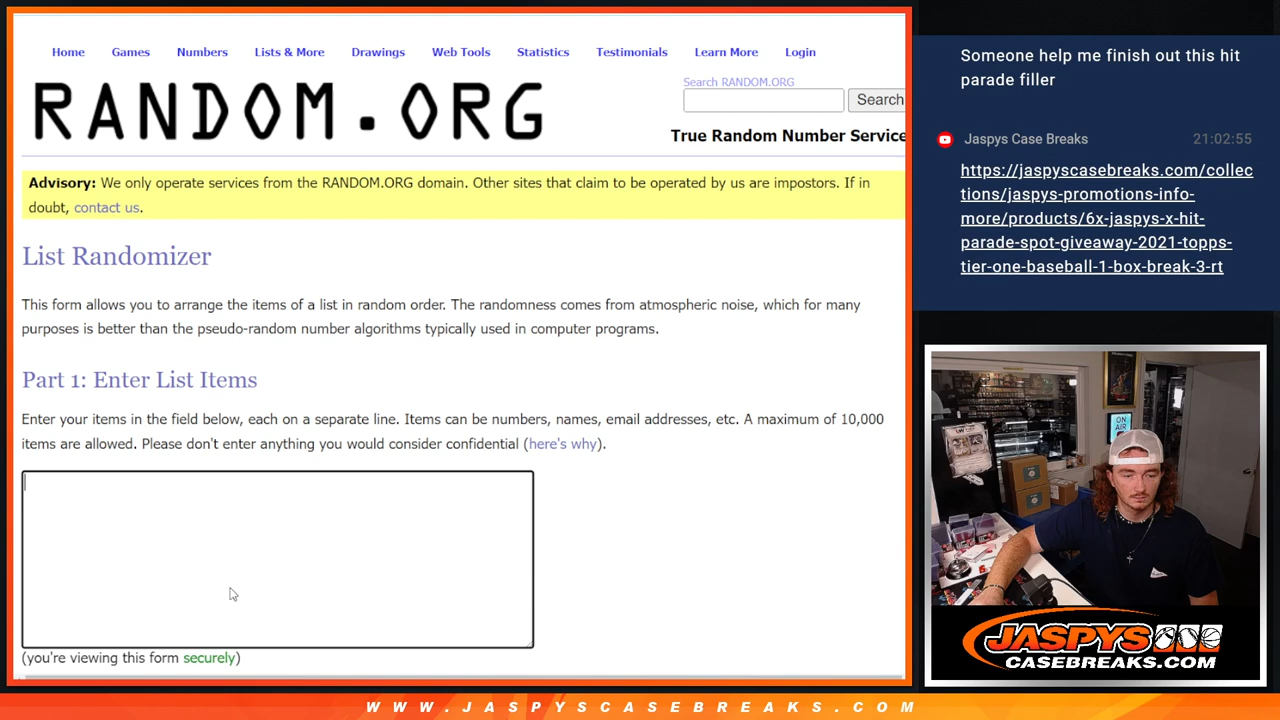 Home Games Numbers Lists & More Drawings Web Tools Statistics Testimonials Learn More Login
RANDOM.ORG
Search RANDOM.ORG
Search
True Random Number Service
Advisory: We only operate services from the RANDOM.ORG domain. Other sites that claim to be operated by us are impostors. If in
doubt, contact us.
List Randomizer
This form allows you to arrange the items of a list in random order. The randomness comes from atmospheric noise, which for many
purposes is better than the pseudo-random number algorithms typically used in computer programs.
Part 1: Enter List Items
Enter your items in the field below, each on a separate line. Items can be numbers, names, email addresses, etc. A maximum of 10,000
items are allowed. Please don't enter anything you would consider confidential (here's why).
(you're viewing this form securely)
Someone help me finish out this hit
parade filler
Jaspys Case Breaks 21:02:55
https://jaspyscasebreaks.com/collec
tions/jaspys-promotions-info-
more/products/6x-jaspys-x-hit-
parade-spot-giveaway-2021-topps-
tier-one-baseball-1-box-break-3-rt
ON
AIR
JASPYS
CASEBREAKS.COM
WWW.JASPYSCASEBREAKS.COM